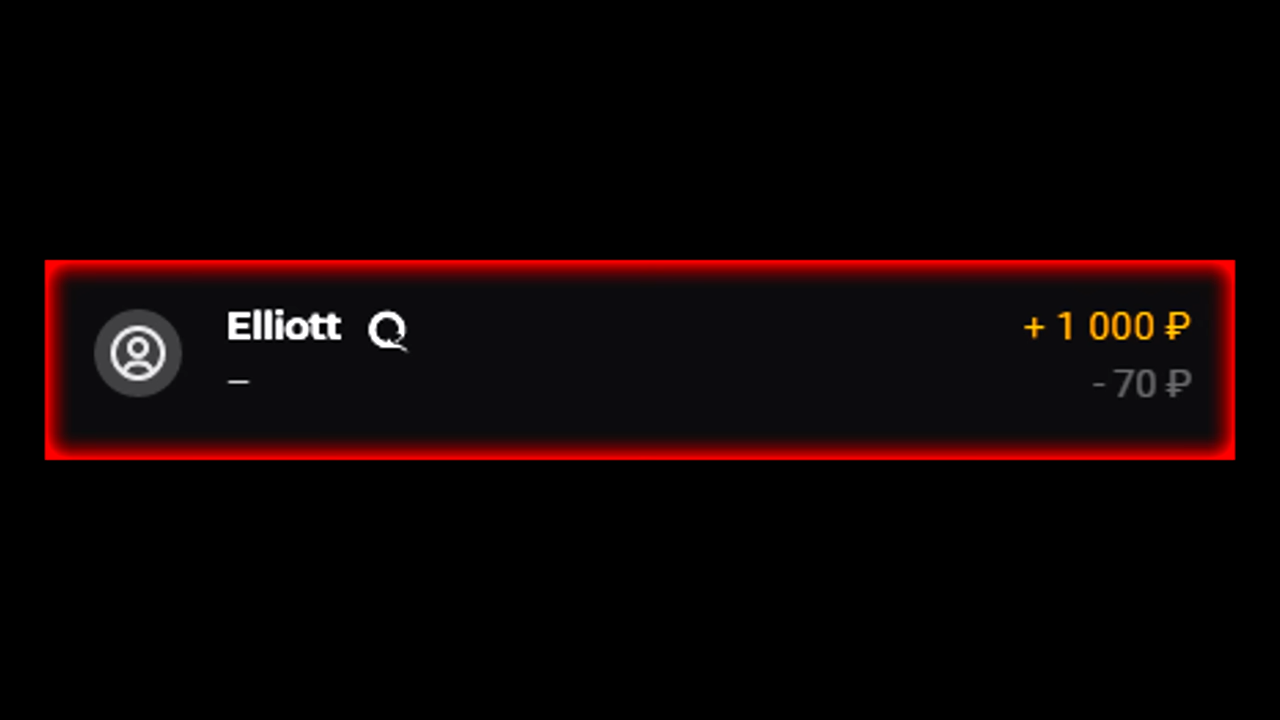 Elliott
+ 1 000 ₽
–
- 70 ₽